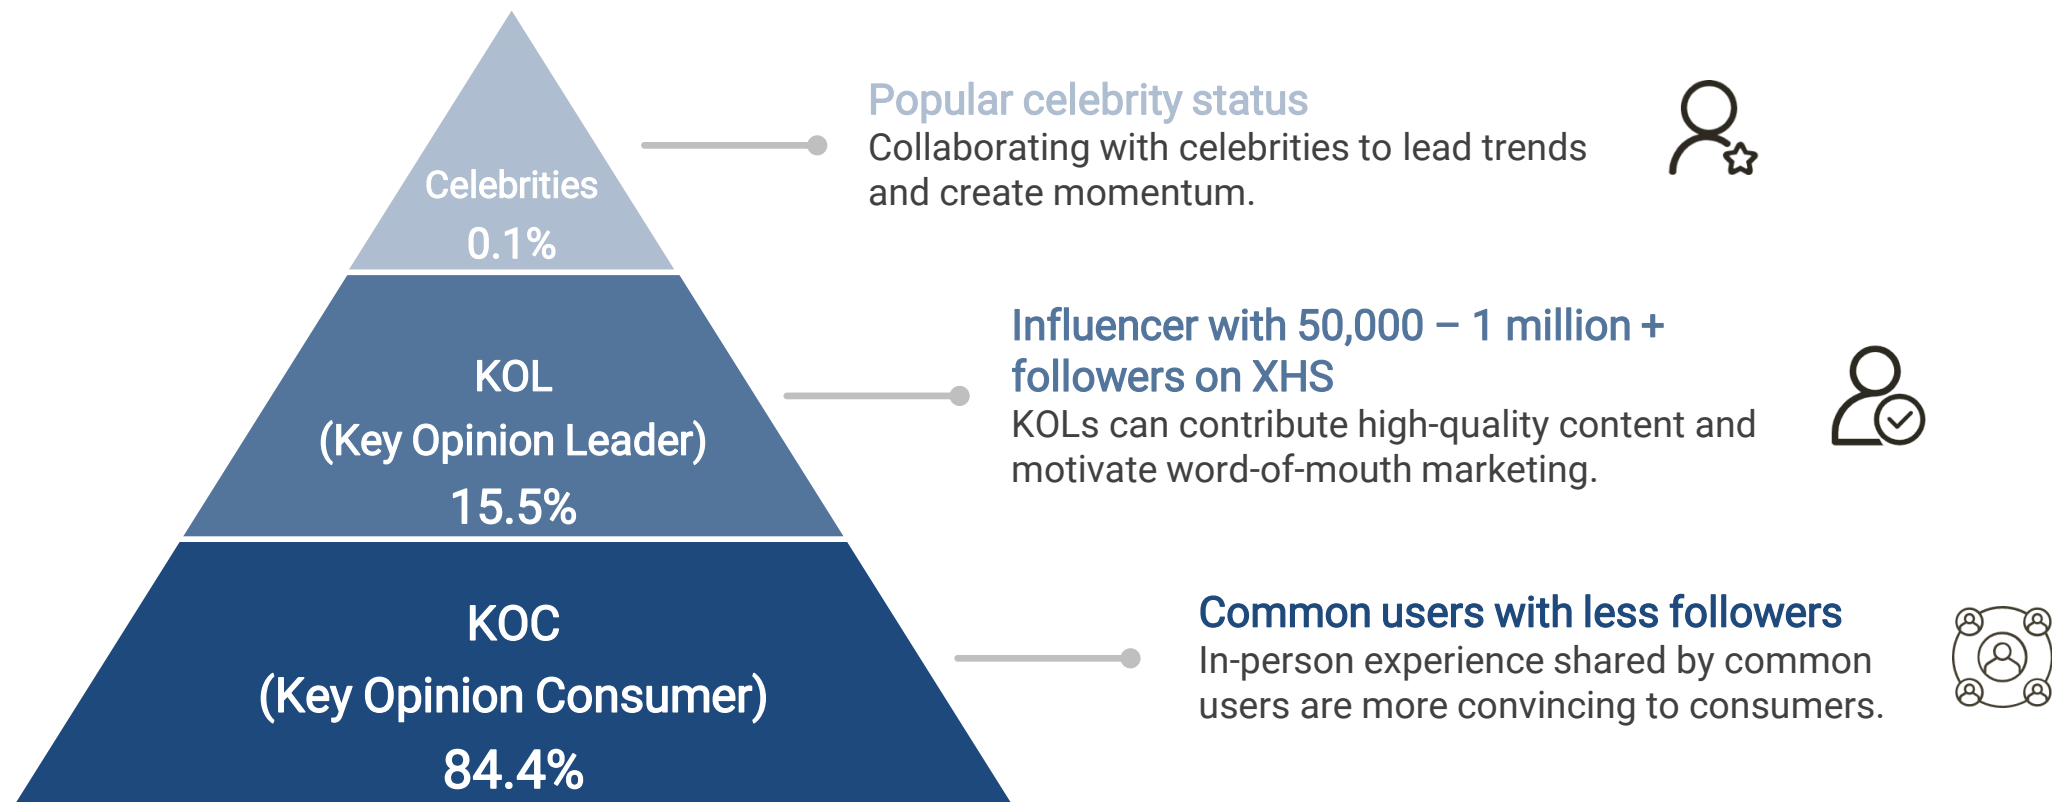 Celebrities
0.1%
Popular celebrity status
Collaborating with celebrities to lead trends
and create momentum.
KOL
(Key Opinion Leader)
15.5%
Influencer with 50,000 – 1 million +
followers on XHS
KOLs can contribute high-quality content and
motivate word-of-mouth marketing.
KOC
(Key Opinion Consumer)
84.4%
Common users with less followers
In-person experience shared by common
users are more convincing to consumers.